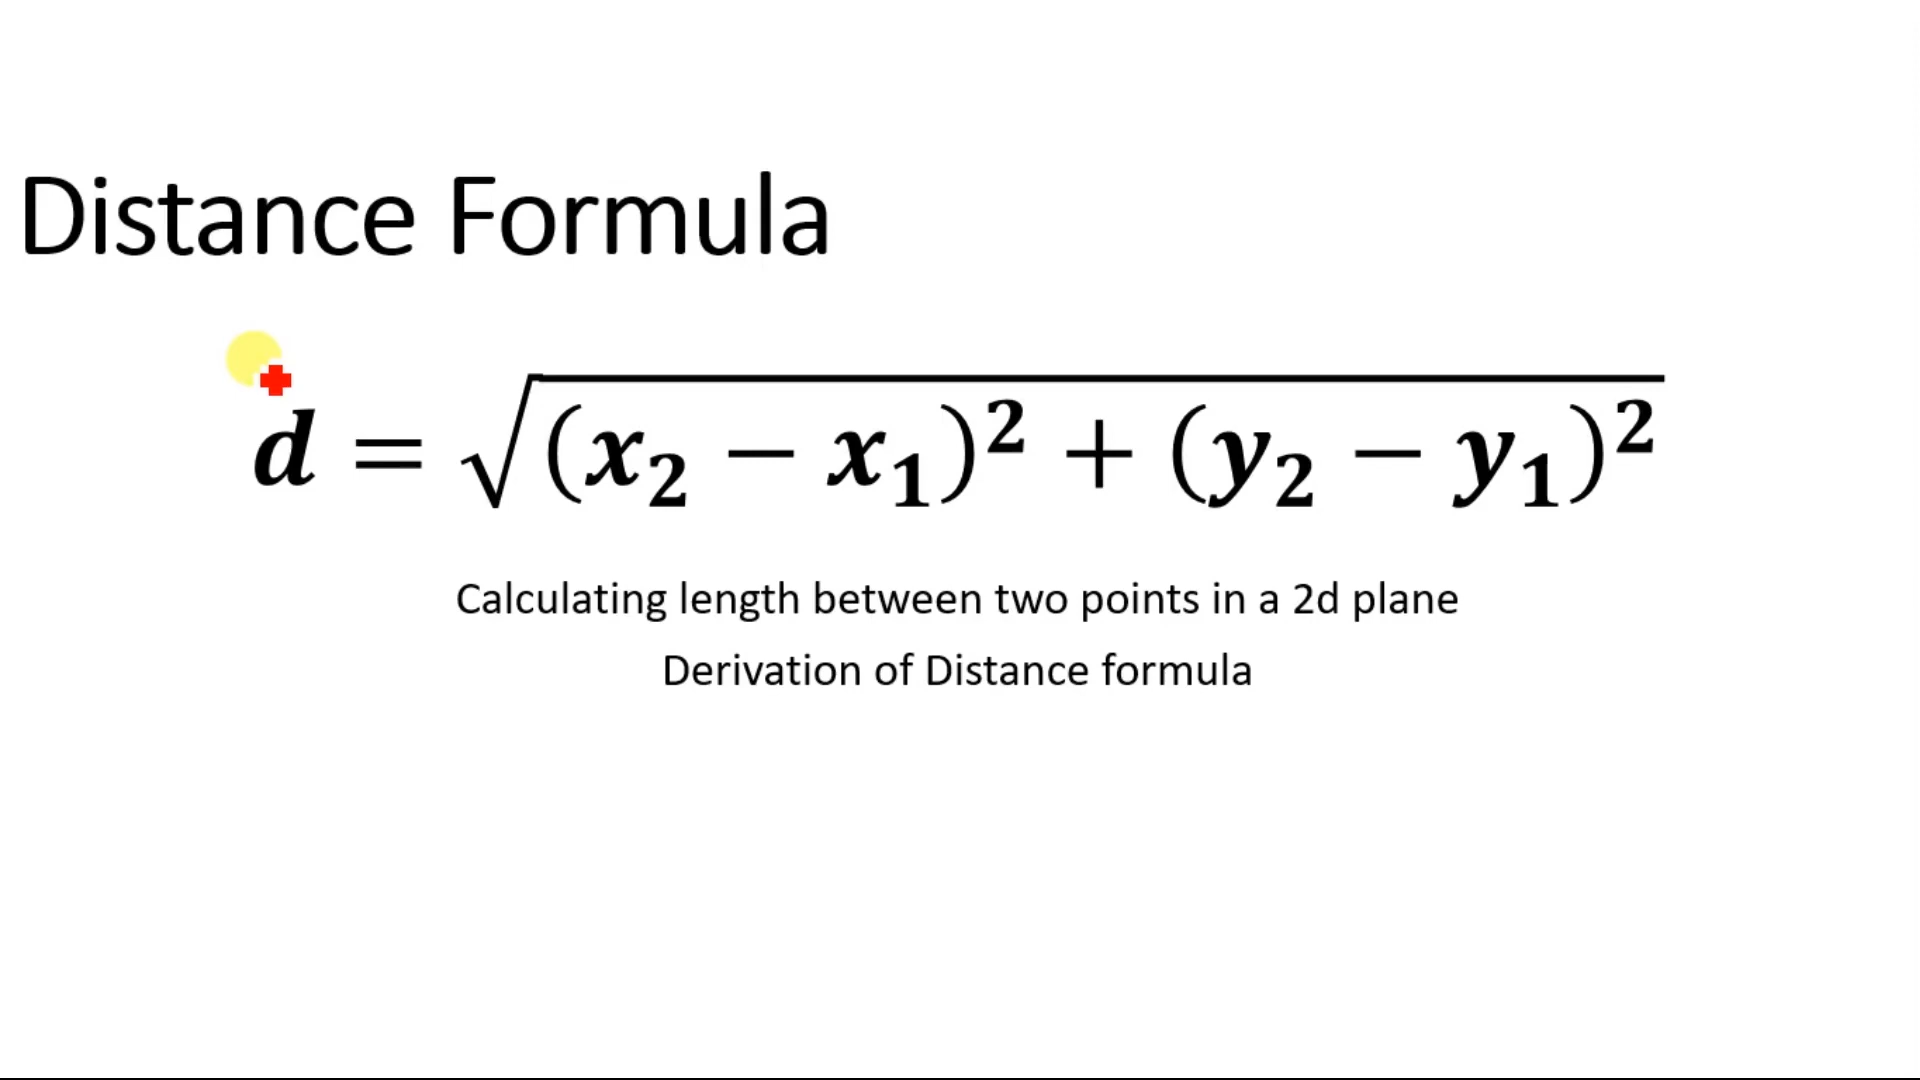 Distance Formula
d = √(x₂ − x₁)² + (y₂ − y₁)²
Calculating length between two points in a 2d plane
Derivation of Distance formula